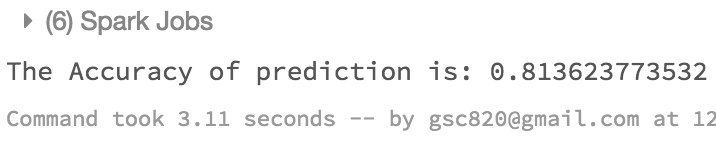 (6) Spark Jobs
The Accuracy of prediction is: 0.813623773532
Command took 3.11 seconds -- by gsc820@gmail.com at 12